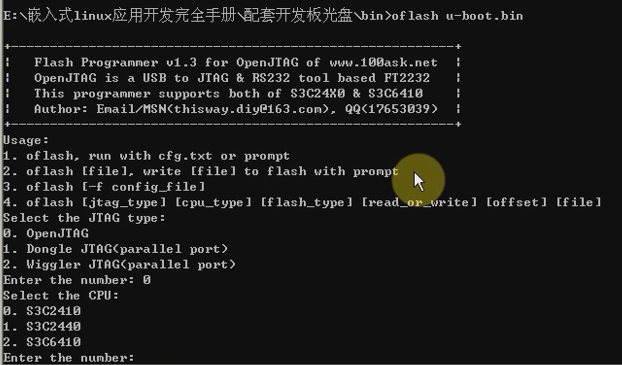 E:\嵌入式linux应用开发完全手册\配套开发板光盘\bin>oflash u-boot.bin
+---------------------------------------------------------+
|   Flash Programmer v1.3 for OpenJTAG of www.100ask.net  |
|   OpenJTAG is a USB to JTAG & RS232 tool based FT2232   |
|   This programmer supports both of S3C24X0 & S3C6410    |
|   Author: Email/MSN(thisway.diy@163.com), QQ(17653039)  |
+---------------------------------------------------------+
Usage:
1. oflash, run with cfg.txt or prompt
2. oflash [file], write [file] to flash with prompt
3. oflash [-f config_file]
4. oflash [jtag_type] [cpu_type] [flash_type] [read_or_write] [offset] [file]
Select the JTAG type:
0. OpenJTAG
1. Dongle JTAG(parallel port)
2. Wiggler JTAG(parallel port)
Enter the number: 0
Select the CPU:
0. S3C2410
1. S3C2440
2. S3C6410
Enter the number: